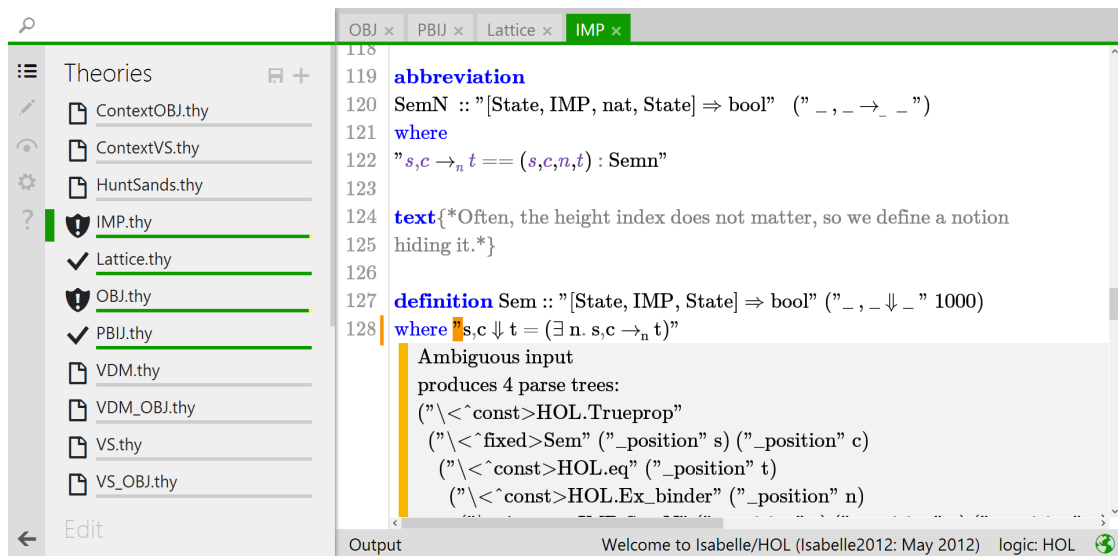 OBJ × PBIJ × Lattice × IMP ×
Theories
ContextOBJ.thy
ContextVS.thy
HuntSands.thy
IMP.thy
Lattice.thy
OBJ.thy
PBIJ.thy
VDM.thy
VDM_OBJ.thy
VS.thy
VS_OBJ.thy
Edit
118
119 abbreviation
120 SemN :: ”[State, IMP, nat, State] ⇒ bool” (” _ , _ →_ _ ”)
121 where
122 ”s,c →ₙ t == (s,c,n,t) : Semn”
123
124 text{*Often, the height index does not matter, so we define a notion
125 hiding it.*}
126
127 definition Sem :: ”[State, IMP, State] ⇒ bool” (”_ , _ ⇓ _ ” 1000)
128 where ”s,c ⇓ t = (∃ n. s,c →ₙ t)”
Ambiguous input
produces 4 parse trees:
(”\<^const>HOL.Trueprop”
(”\<^fixed>Sem” (”_position” s) (”_position” c)
(”\<^const>HOL.eq” (”_position” t)
(”\<^const>HOL.Ex_binder” (”_position” n)
Output Welcome to Isabelle/HOL (Isabelle2012: May 2012) logic: HOL